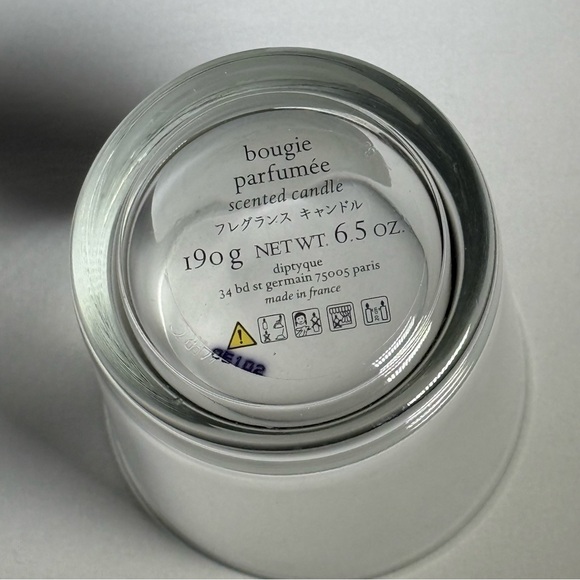 bougie
parfumée
scented candle
フレグランス キャンドル
190 g NET WT. 6.5 OZ.
diptyque
34 bd st germain 75005 paris
made in france